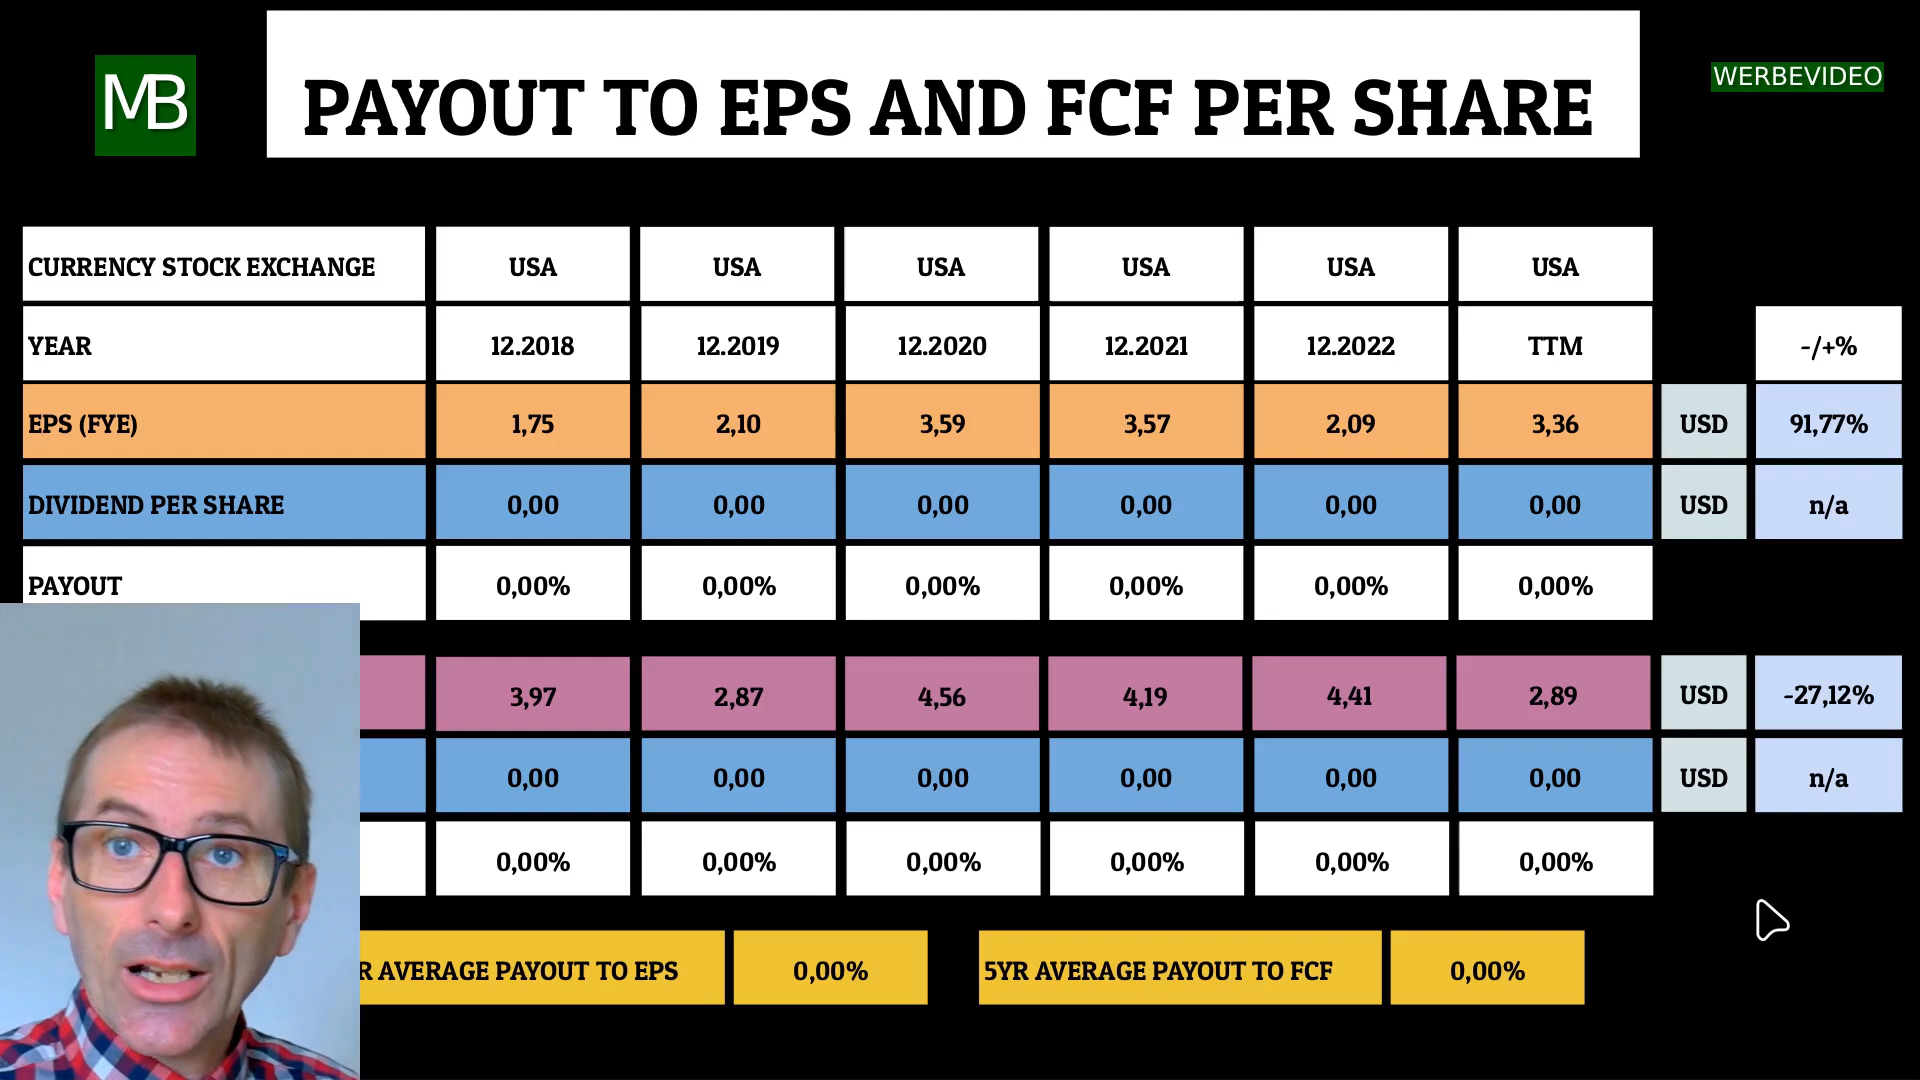 MB
PAYOUT TO EPS AND FCF PER SHARE
WERBEVIDEO
CURRENCY STOCK EXCHANGE USA USA USA USA USA USA
YEAR 12.2018 12.2019 12.2020 12.2021 12.2022 TTM -/+%
EPS (FYE) 1,75 2,10 3,59 3,57 2,09 3,36 USD 91,77%
DIVIDEND PER SHARE 0,00 0,00 0,00 0,00 0,00 0,00 USD n/a
PAYOUT 0,00% 0,00% 0,00% 0,00% 0,00% 0,00%
3,97 2,87 4,56 4,19 4,41 2,89 USD -27,12%
0,00 0,00 0,00 0,00 0,00 0,00 USD n/a
0,00% 0,00% 0,00% 0,00% 0,00% 0,00%
R AVERAGE PAYOUT TO EPS 0,00% 5YR AVERAGE PAYOUT TO FCF 0,00%